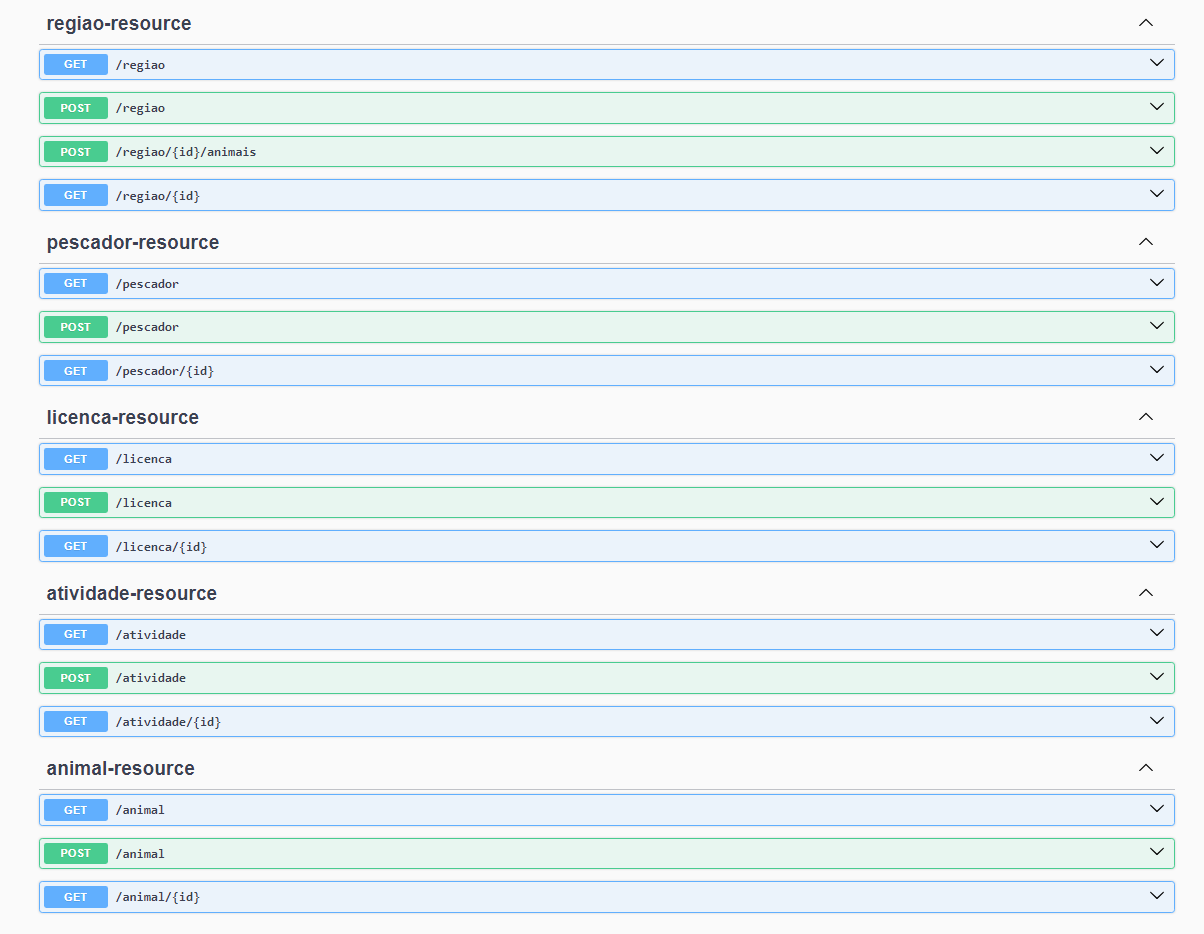 regiao-resource
GET /regiao
POST /regiao
POST /regiao/{id}/animais
GET /regiao/{id}
pescador-resource
GET /pescador
POST /pescador
GET /pescador/{id}
licenca-resource
GET /licenca
POST /licenca
GET /licenca/{id}
atividade-resource
GET /atividade
POST /atividade
GET /atividade/{id}
animal-resource
GET /animal
POST /animal
GET /animal/{id}